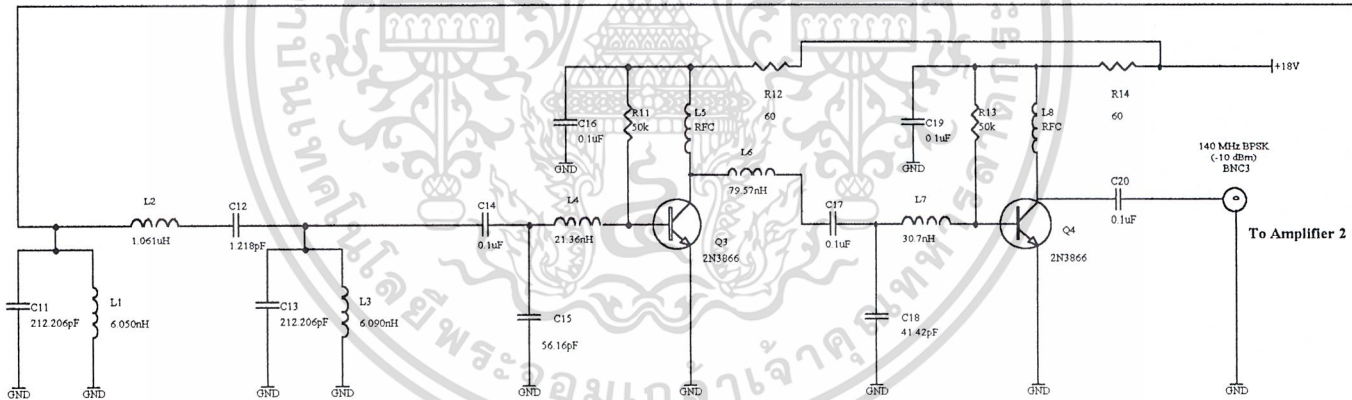 +18V
R12
60
R14
60
C16
0.1uF
R11
50k
L5
RFC
C19
0.1uF
R13
50k
L8
RFC
GND
GND
L6
79.57nH
140 MHz BPSK
(-10 dBm)
BNC3
L2
1.061uH
C12
1.218pF
C14
0.1uF
L4
21.36nH
Q3
2N3866
C17
0.1uF
L7
30.7nH
Q4
2N3866
C20
0.1uF
To Amplifier 2
C11
212.206pF
L1
6.050nH
C13
212.206pF
L3
6.090nH
C15
56.16pF
C18
41.42pF
GND
GND
GND
GND
GND
GND
GND
GND
GND